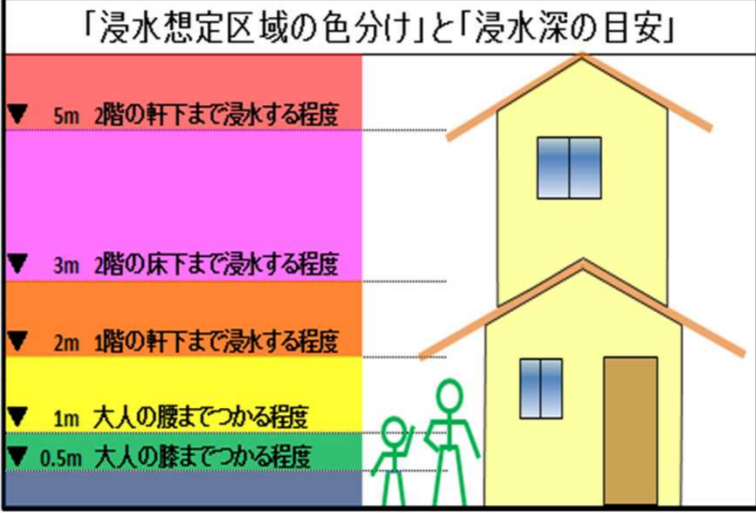 「浸水想定区域の色分け」と「浸水深の目安」
▼ 5m 2階の軒下まで浸水する程度
▼ 3m 2階の床下まで浸水する程度
▼ 2m 1階の軒下まで浸水する程度
▼ 1m 大人の腰までつかる程度
▼ 0.5m 大人の膝までつかる程度